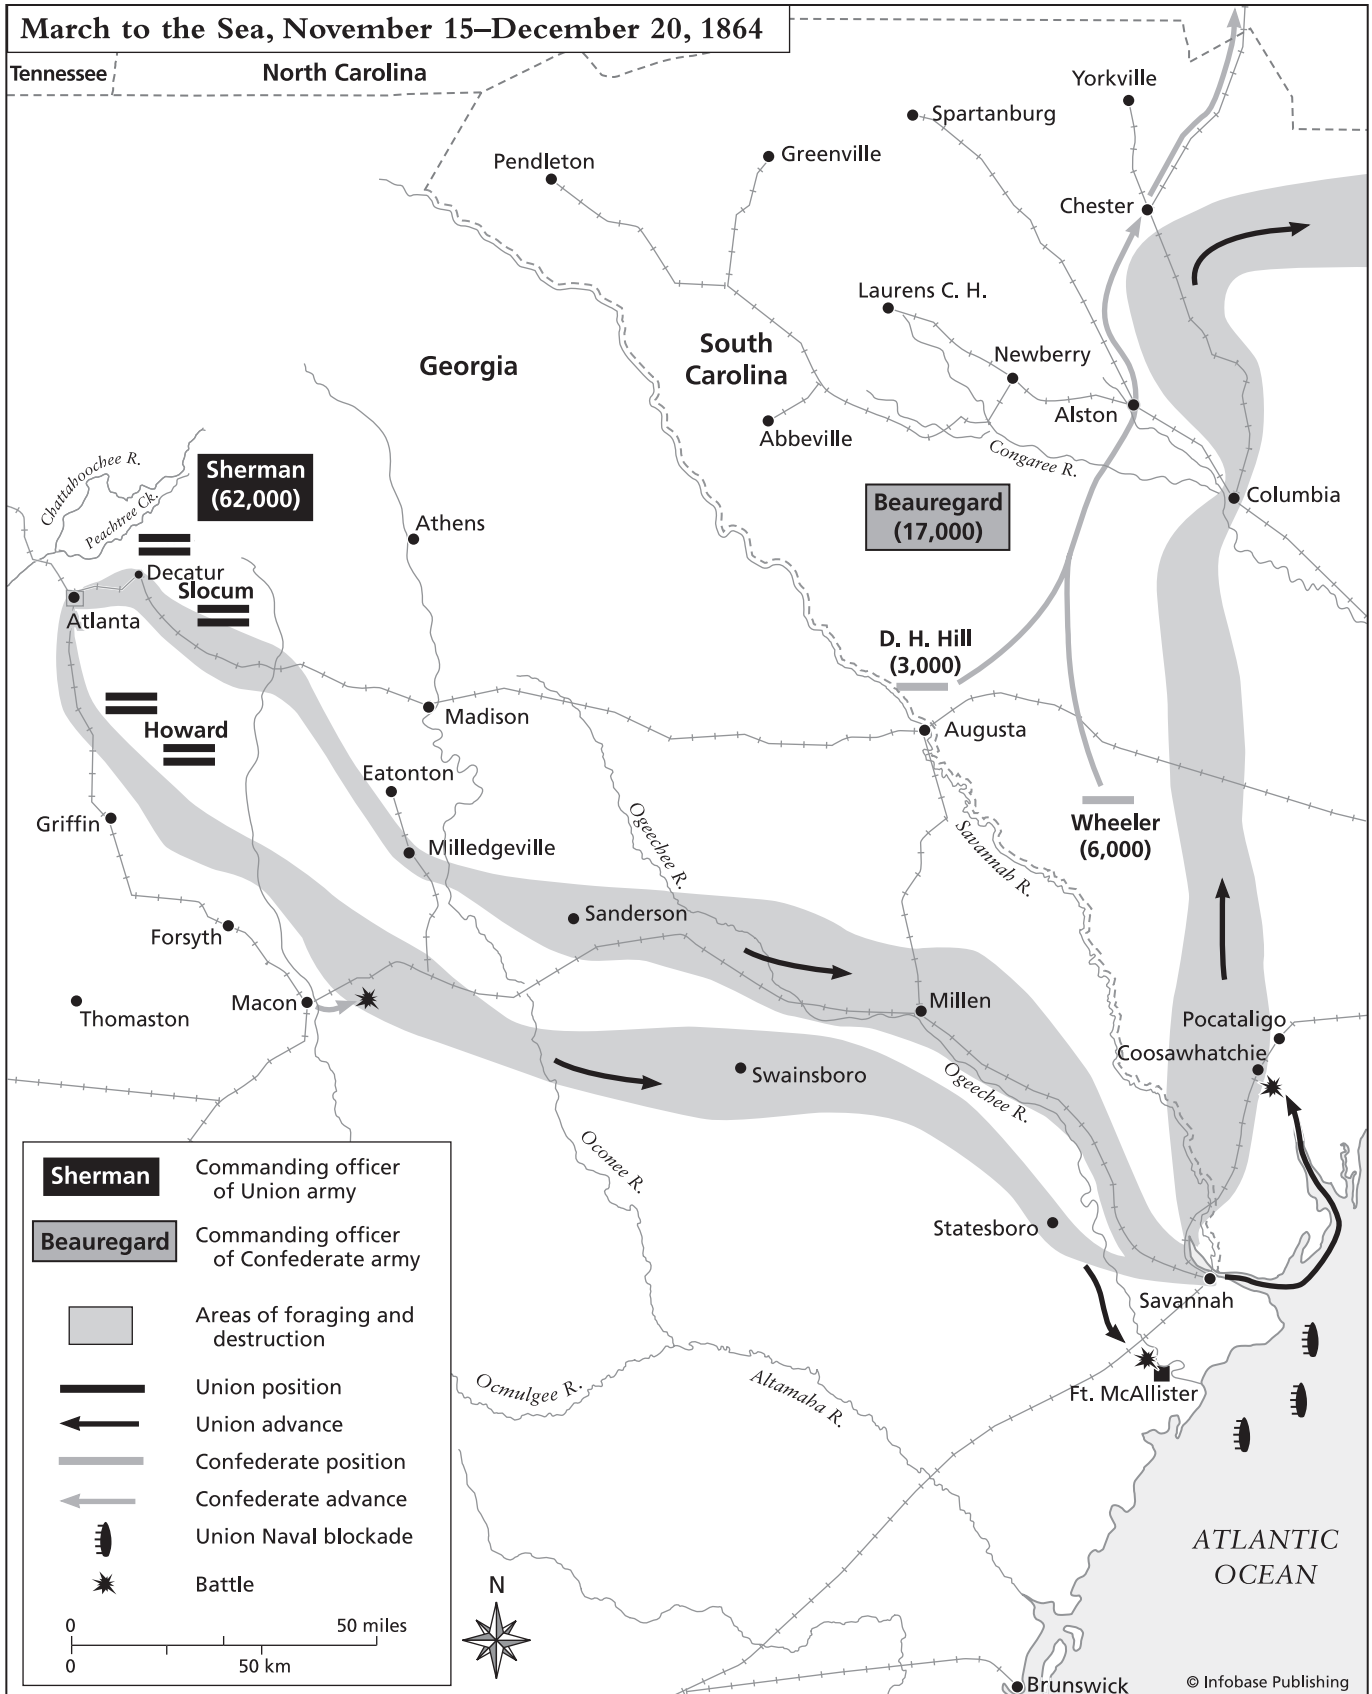 March to the Sea, November 15–December 20, 1864
Tennessee
North Carolina
Yorkville
Spartanburg
Greenville
Pendleton
Chester
Laurens C. H.
South
Carolina
Georgia
Newberry
Alston
Abbeville
Congaree R.
Chattahoochee R.
Peachtree Ck.
Sherman
(62,000)
Beauregard
(17,000)
Columbia
Athens
Decatur
Slocum
Atlanta
D. H. Hill
(3,000)
Howard
Madison
Augusta
Eatonton
Griffin
Milledgeville
Ogeechee R.
Savannah R.
Wheeler
(6,000)
Sanderson
Forsyth
Macon
Thomaston
Millen
Pocataligo
Coosawhatchie
Swainsboro
Ogeechee R.
Oconee R.
Statesboro
Savannah
Ft. McAllister
Ocmulgee R.
Altamaha R.
ATLANTIC
OCEAN
Brunswick
Sherman
Commanding officer
of Union army
Beauregard
Commanding officer
of Confederate army
Areas of foraging and
destruction
Union position
Union advance
Confederate position
Confederate advance
Union Naval blockade
Battle
0
50 miles
0
50 km
N
© Infobase Publishing